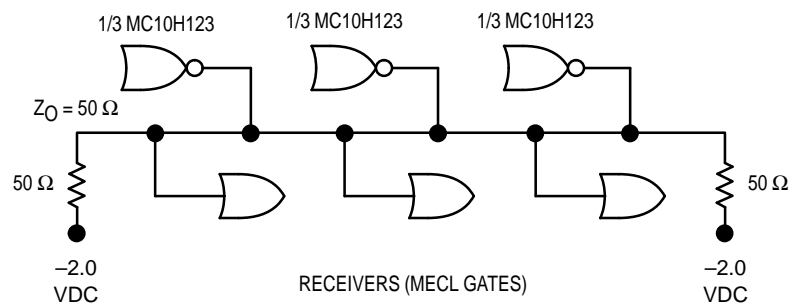 1/3 MC10H123 1/3 MC10H123 1/3 MC10H123
ZO = 50 Ω
50 Ω 50 Ω
–2.0 –2.0
VDC RECEIVERS (MECL GATES) VDC